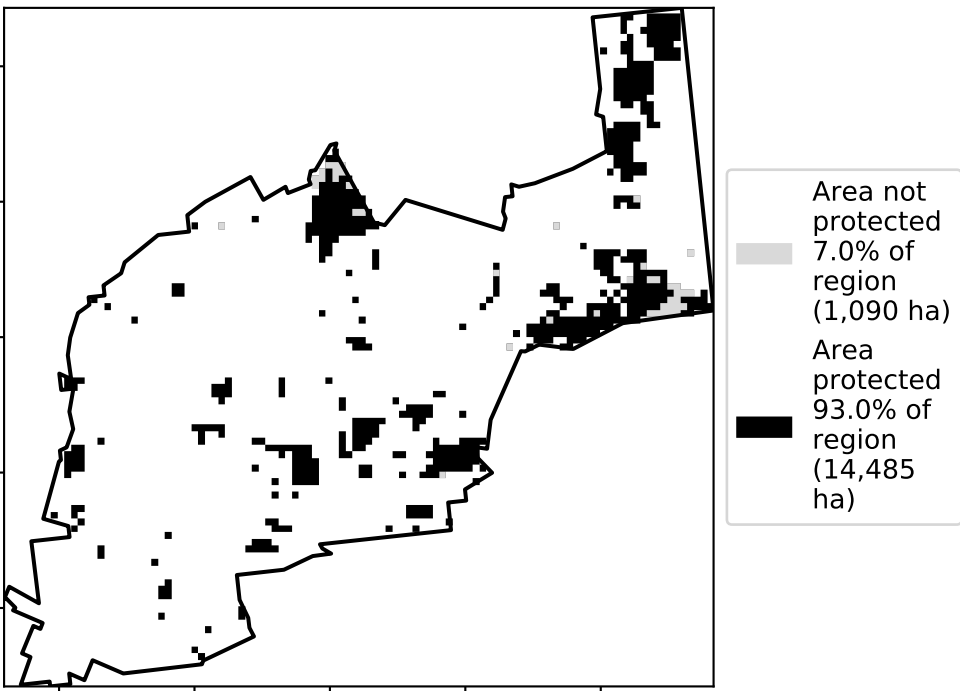 Area not
protected
7.0% of
region
(1,090 ha)
Area
protected
93.0% of
region
(14,485
ha)